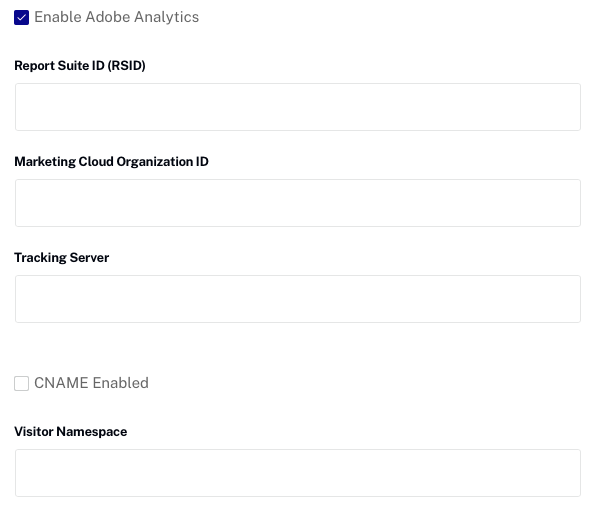 Enable Adobe Analytics
Report Suite ID (RSID)
Marketing Cloud Organization ID
Tracking Server
CNAME Enabled
Visitor Namespace